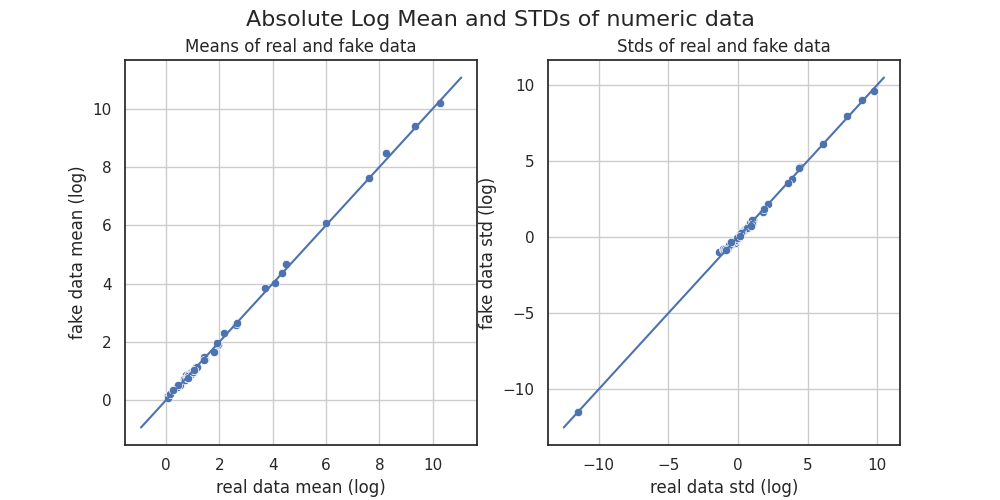 Absolute Log Mean and STDs of numeric data
Means of real and fake data
fake data mean (log)
10
8
6
4
2
0
0 2 4 6 8 10
real data mean (log)
Stds of real and fake data
fake data std (log)
10
5
0
−5
−10
−10 −5 0 5 10
real data std (log)